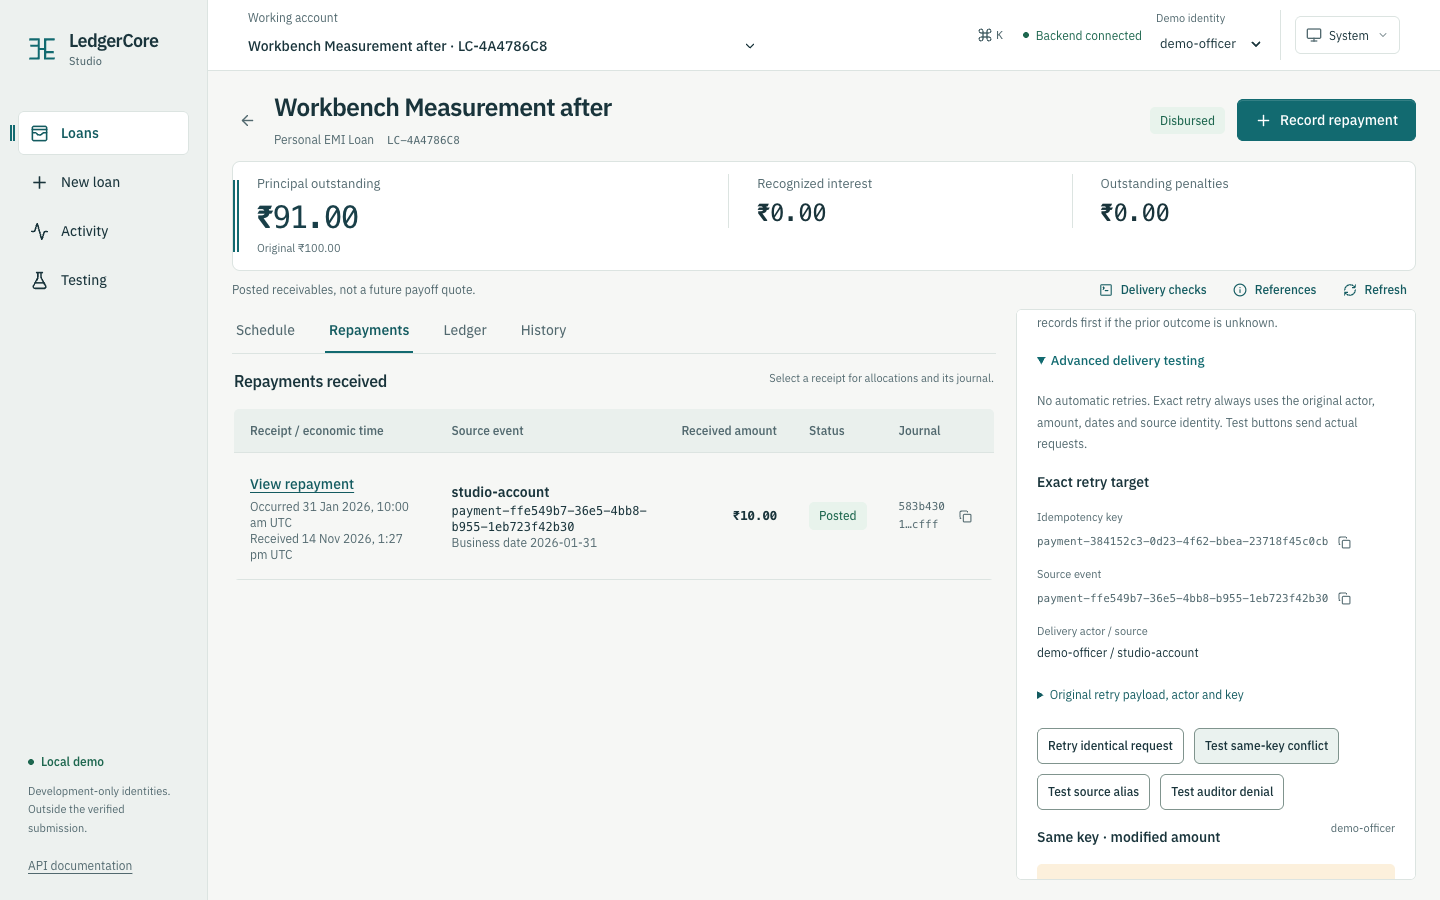 LedgerCore
Studio
Loans
New loan
Activity
Testing
Local demo
Development-only identities.
Outside the verified
submission.
API documentation
Working account
Workbench Measurement after · LC-4A4786C8
⌘ K
Backend connected
Demo identity
demo-officer
System
Workbench Measurement after
Personal EMI Loan LC-4A4786C8
Disbursed
Record repayment
Principal outstanding
₹91.00
Original ₹100.00
Recognized interest
₹0.00
Outstanding penalties
₹0.00
Posted receivables, not a future payoff quote.
Delivery checks
References
Refresh
Schedule
Repayments
Ledger
History
Repayments received
Select a receipt for allocations and its journal.
Receipt / economic time
Source event
Received amount
Status
Journal
View repayment
Occurred 31 Jan 2026, 10:00
am UTC
Received 14 Nov 2026, 1:27
pm UTC
studio-account
payment-ffe549b7-36e5-4bb8-
b955-1eb723f42b30
Business date 2026-01-31
₹10.00
Posted
583b430
1…cfff
records first if the prior outcome is unknown.
Advanced delivery testing
No automatic retries. Exact retry always uses the original actor,
amount, dates and source identity. Test buttons send actual
requests.
Exact retry target
Idempotency key
payment-384152c3-0d23-4f62-bbea-23718f45c0cb
Source event
payment-ffe549b7-36e5-4bb8-b955-1eb723f42b30
Delivery actor / source
demo-officer / studio-account
Original retry payload, actor and key
Retry identical request
Test same-key conflict
Test source alias
Test auditor denial
Same key · modified amount
demo-officer